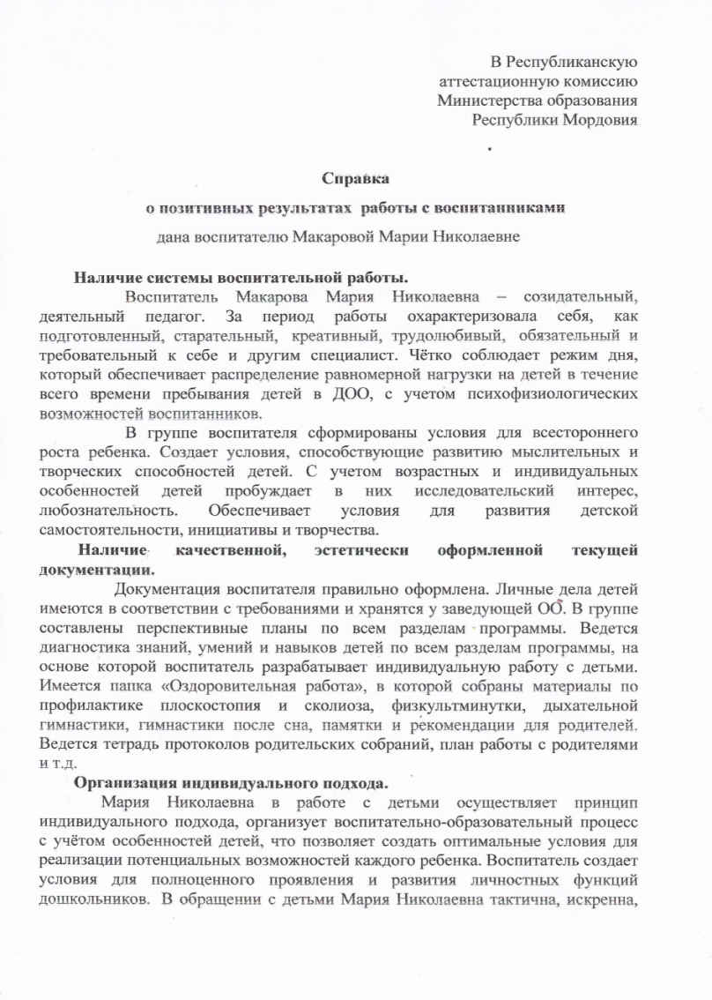 В Республиканскую
аттестационную комиссию
Министерства образования
Республики Мордовия
Справка
о позитивных результатах работы с воспитанниками
дана воспитателю Макаровой Марии Николаевне
Наличие системы воспитательной работы.
Воспитатель Макарова Мария Николаевна – созидательный,
деятельный педагог. За период работы охарактеризовала себя, как
подготовленный, старательный, креативный, трудолюбивый, обязательный и
требовательный к себе и другим специалист. Чётко соблюдает режим дня,
который обеспечивает распределение равномерной нагрузки на детей в течение
всего времени пребывания детей в ДОО, с учетом психофизиологических
возможностей воспитанников.
В группе воспитателя сформированы условия для всестороннего
роста ребенка. Создает условия, способствующие развитию мыслительных и
творческих способностей детей. С учетом возрастных и индивидуальных
особенностей детей пробуждает в них исследовательский интерес,
любознательность. Обеспечивает условия для развития детской
самостоятельности, инициативы и творчества.
Наличие качественной, эстетически оформленной текущей
документации.
Документация воспитателя правильно оформлена. Личные дела детей
имеются в соответствии с требованиями и хранятся у заведующей ОО. В группе
составлены перспективные планы по всем разделам программы. Ведется
диагностика знаний, умений и навыков детей по всем разделам программы, на
основе которой воспитатель разрабатывает индивидуальную работу с детьми.
Имеется папка «Оздоровительная работа», в которой собраны материалы по
профилактике плоскостопия и сколиоза, физкультминутки, дыхательной
гимнастики, гимнастики после сна, памятки и рекомендации для родителей.
Ведется тетрадь протоколов родительских собраний, план работы с родителями
и т.д.
Организация индивидуального подхода.
Мария Николаевна в работе с детьми осуществляет принцип
индивидуального подхода, организует воспитательно-образовательный процесс
с учётом особенностей детей, что позволяет создать оптимальные условия для
реализации потенциальных возможностей каждого ребенка. Воспитатель создает
условия для полноценного проявления и развития личностных функций
дошкольников. В обращении с детьми Мария Николаевна тактична, искренна,